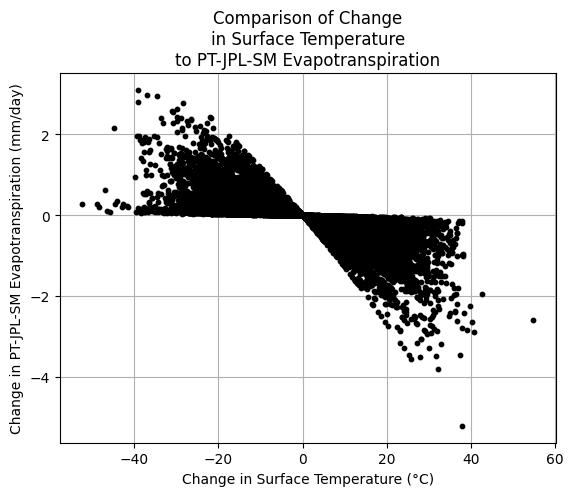 Comparison of Change
in Surface Temperature
to PT-JPL-SM Evapotranspiration
Change in PT-JPL-SM Evapotranspiration (mm/day)
2
0
−2
−4
−40
−20
0
20
40
60
Change in Surface Temperature (°C)